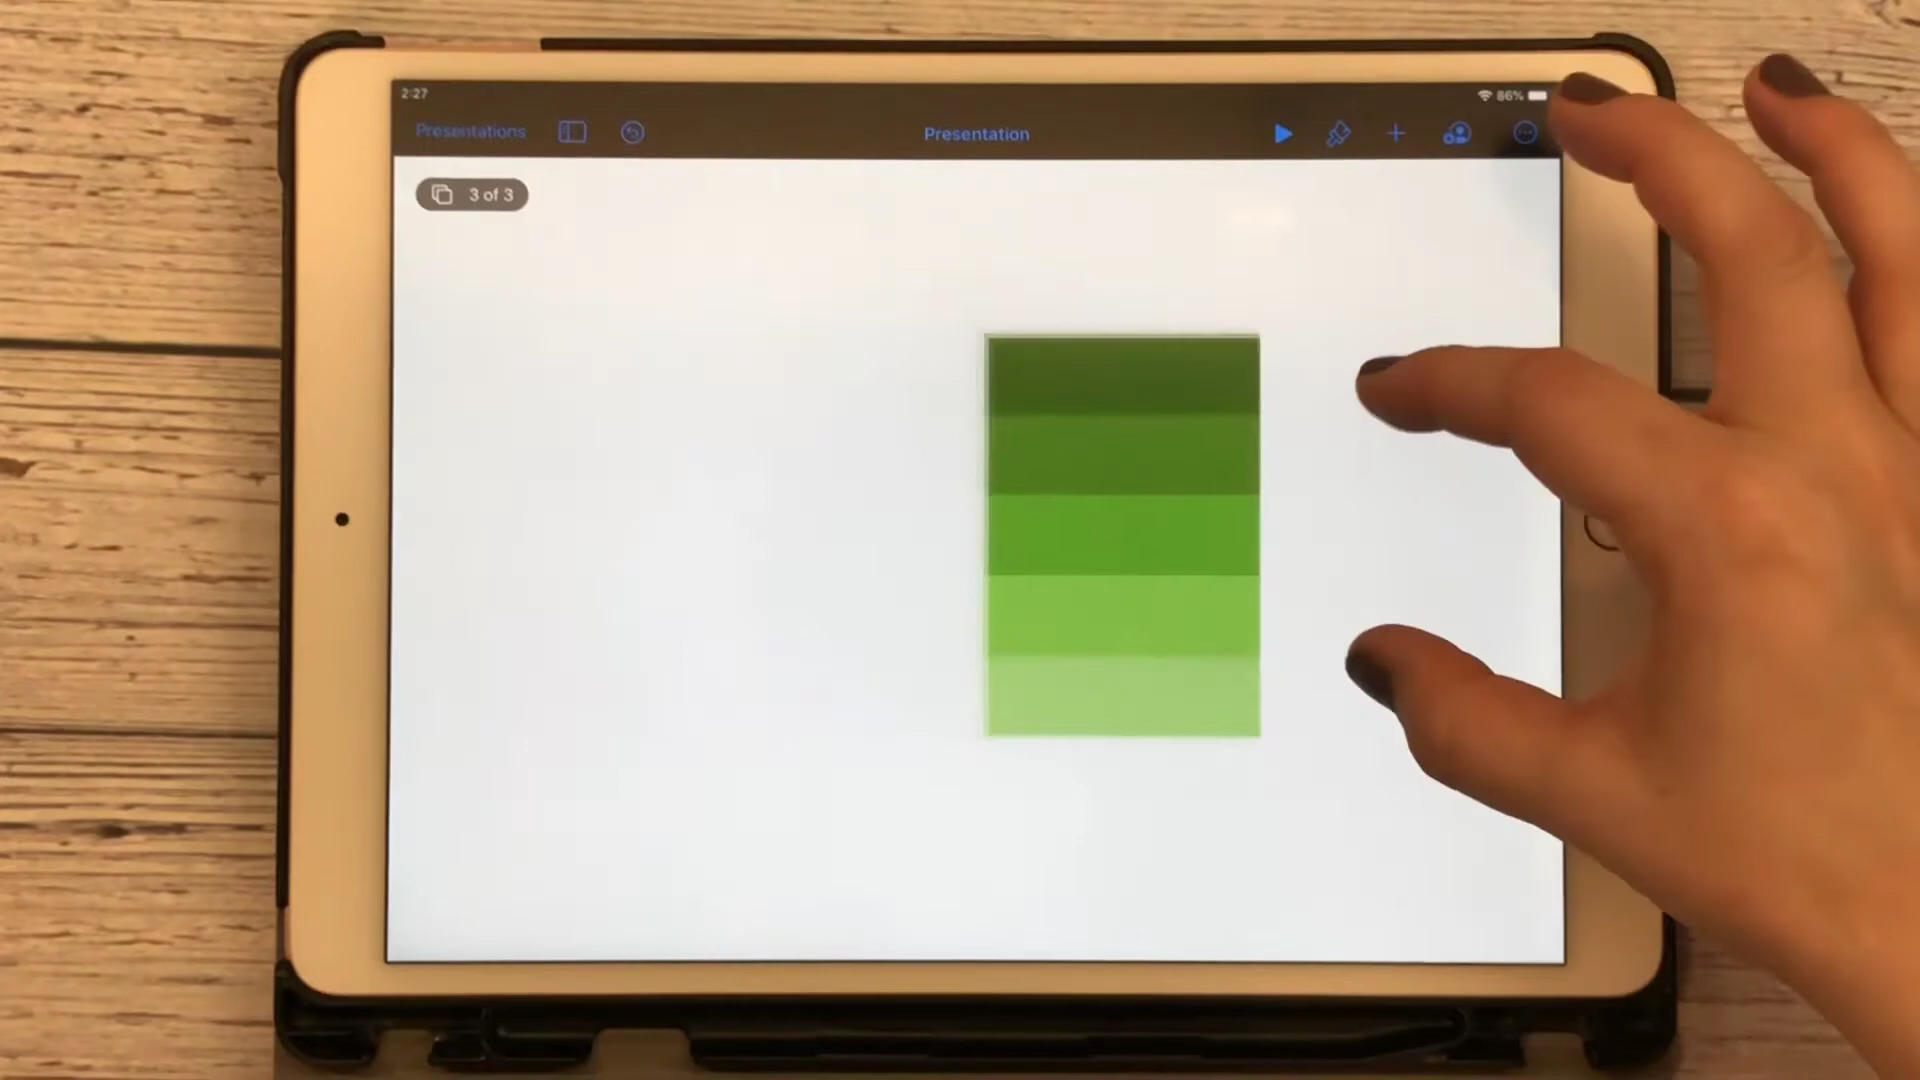 2:27
86%
Presentations
Presentation
3 of 3